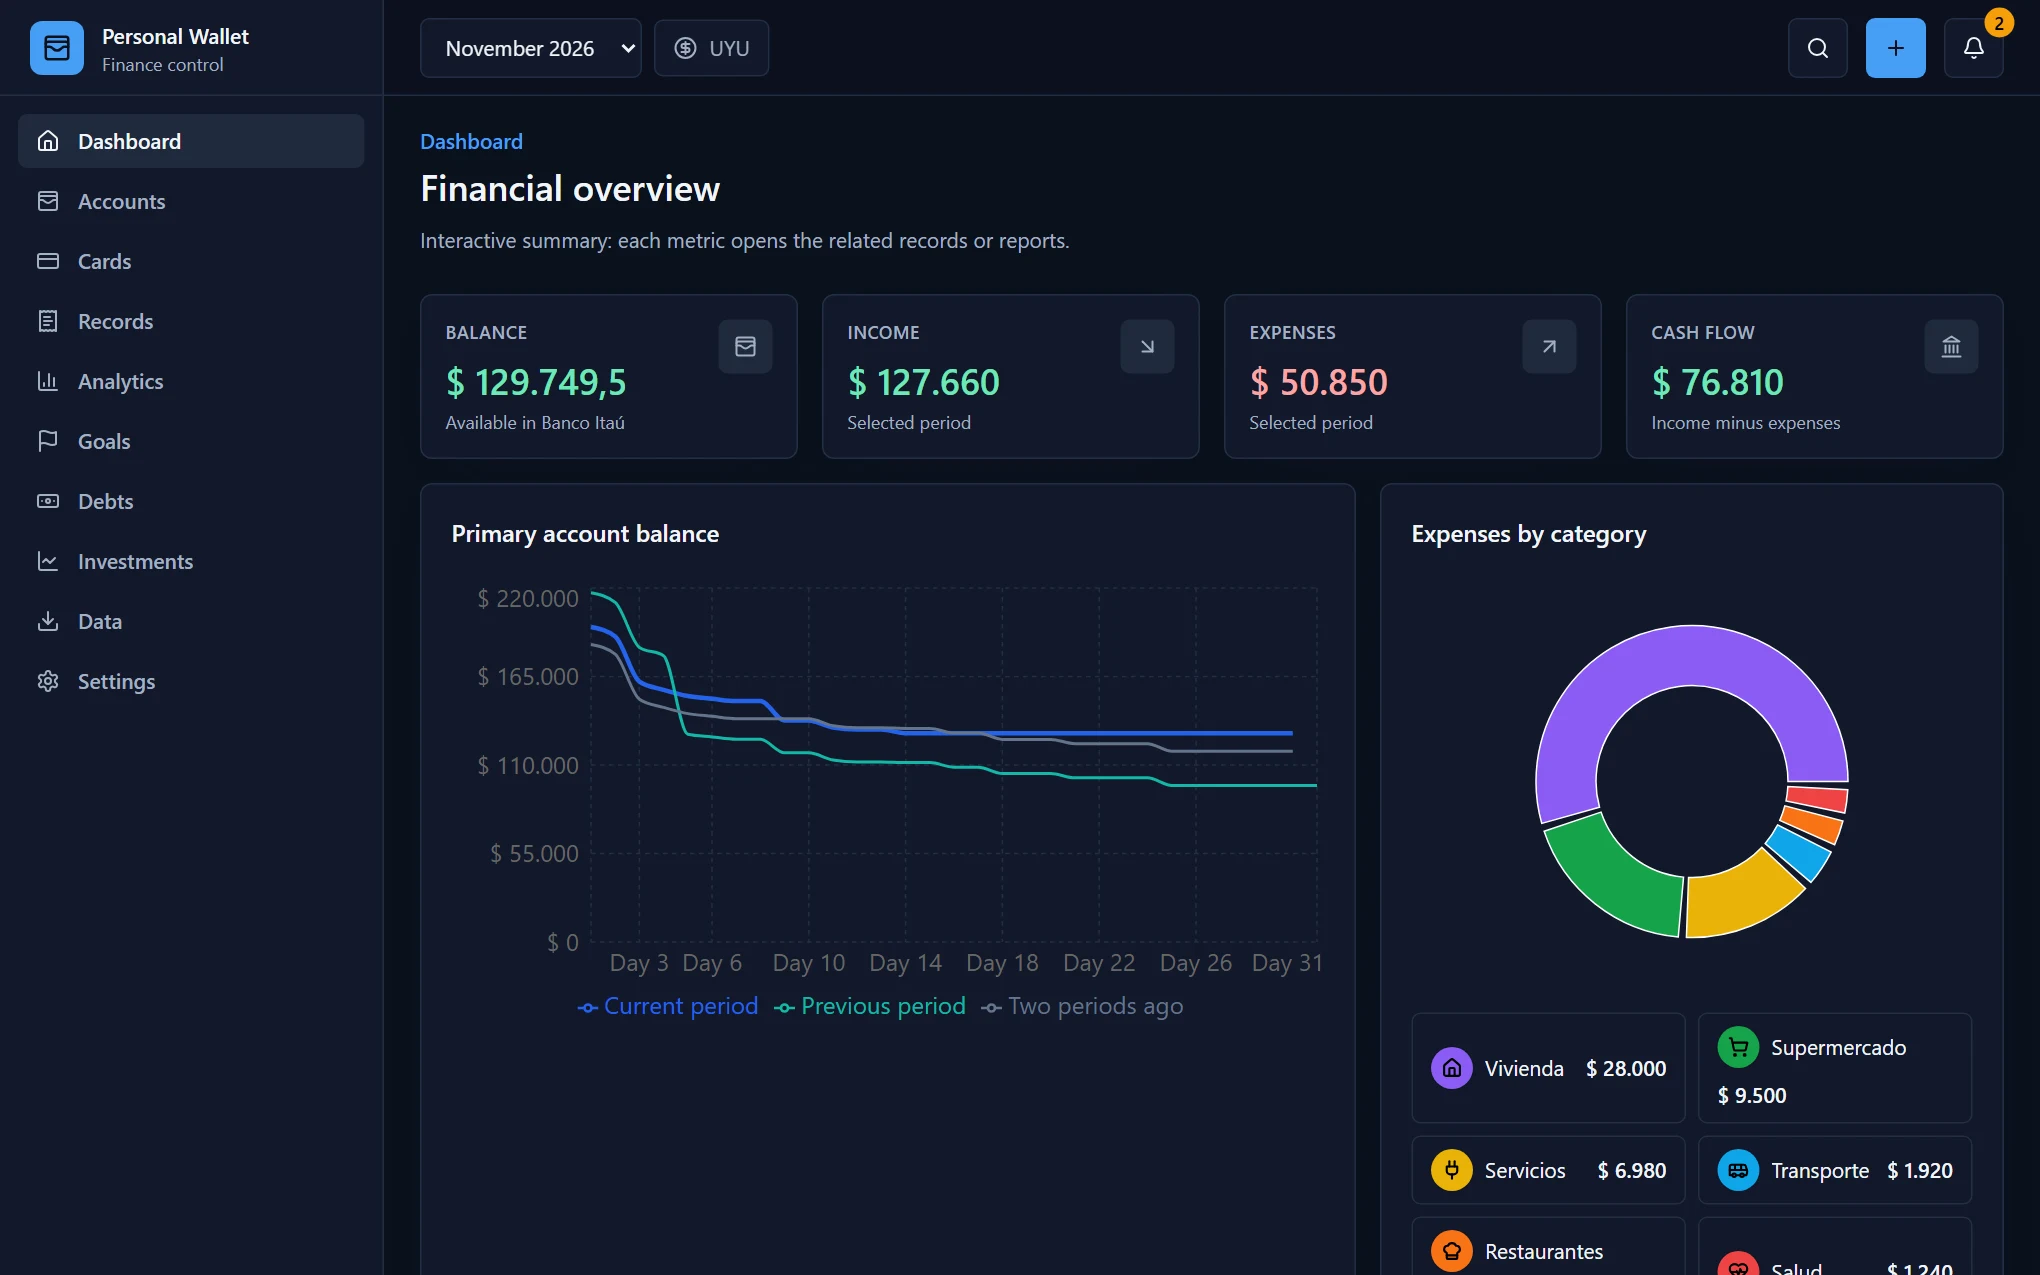 Personal Wallet
Finance control
November 2026
UYU
2
Dashboard
Accounts
Cards
Records
Analytics
Goals
Debts
Investments
Data
Settings
Dashboard
Financial overview
Interactive summary: each metric opens the related records or reports.
BALANCE
$ 129.749,5
Available in Banco Itaú
INCOME
$ 127.660
Selected period
EXPENSES
$ 50.850
Selected period
CASH FLOW
$ 76.810
Income minus expenses
Primary account balance
$ 220.000
$ 165.000
$ 110.000
$ 55.000
$ 0
Day 3 Day 6 Day 10 Day 14 Day 18 Day 22 Day 26 Day 31
Current period Previous period Two periods ago
Expenses by category
Vivienda $ 28.000
Supermercado
$ 9.500
Servicios $ 6.980
Transporte $ 1.920
Restaurantes
Salud $ 1.240